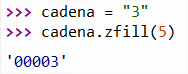 >>> cadena = "3"
>>> cadena.zfill(5)
'00003'